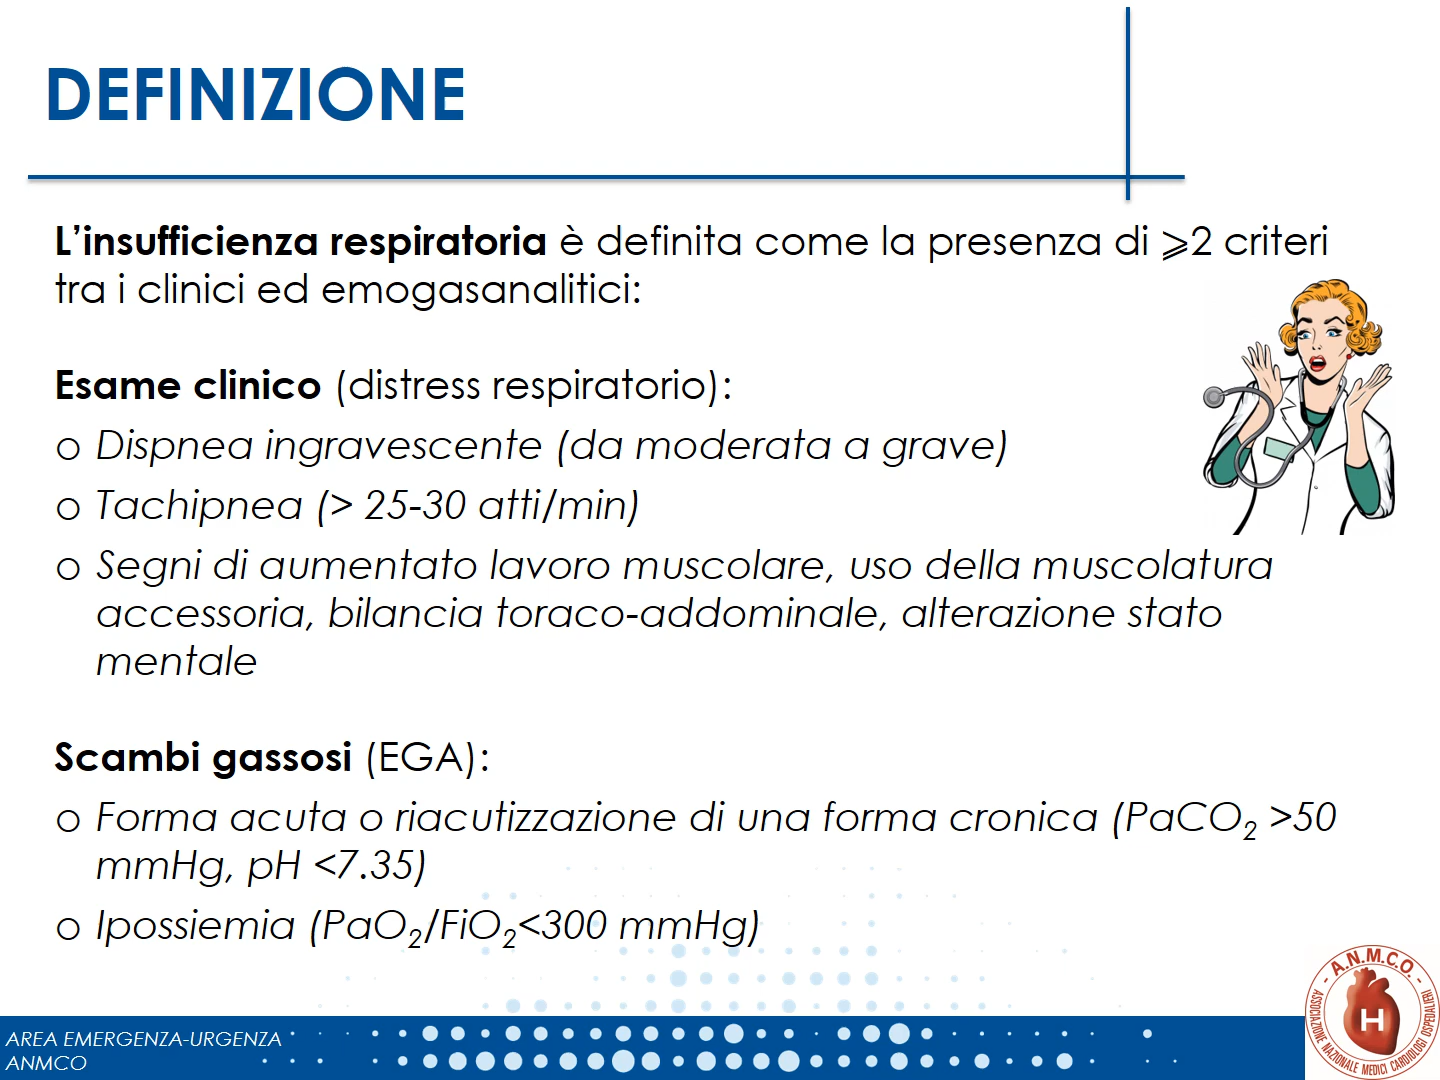 DEFINIZIONE
L’insufficienza respiratoria è definita come la presenza di ⩾2 criteri
tra i clinici ed emogasanalitici:
Esame clinico (distress respiratorio):
o Dispnea ingravescente (da moderata a grave)
o Tachipnea (> 25-30 atti/min)
o Segni di aumentato lavoro muscolare, uso della muscolatura
accessoria, bilancia toraco-addominale, alterazione stato
mentale
Scambi gassosi (EGA):
o Forma acuta o riacutizzazione di una forma cronica (PaCO₂ >50
mmHg, pH <7.35)
o Ipossiemia (PaO₂/FiO₂<300 mmHg)
AREA EMERGENZA-URGENZA
ANMCO
- A.N.M.C.O. -
ASSOCIAZIONE NAZIONALE MEDICI CARDIOLOGI OSPEDALIERI
H